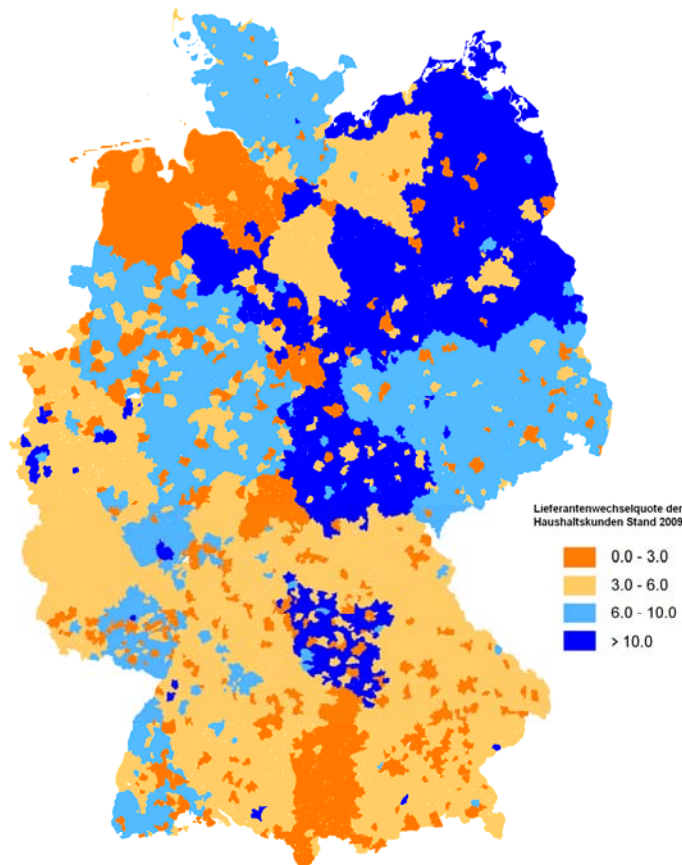 Lieferantenwechselquote der
Haushaltskunden Stand 2009
0.0 - 3.0
3.0 - 6.0
6.0 - 10.0
> 10.0